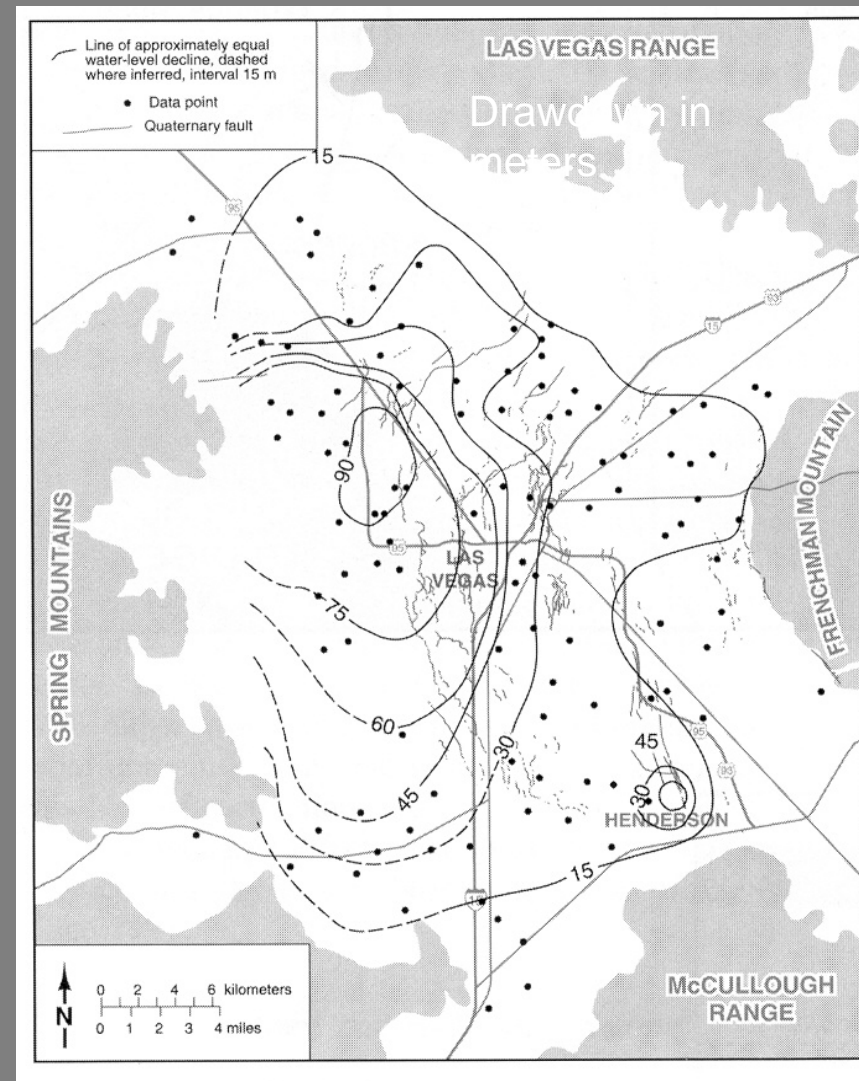 Line of approximately equal
water-level decline, dashed
where inferred, interval 15 m
Data point
Quaternary fault
LAS VEGAS RANGE
Drawdown in
meters
15
95
93
15
90
95
LAS
VEGAS
75
SPRING MOUNTAINS
FRENCHMAN MOUNTAIN
60
30
45
45
95
93
30
HENDERSON
15
15
McCULLOUGH
RANGE
0 2 4 6 kilometers
0 1 2 3 4 miles
N